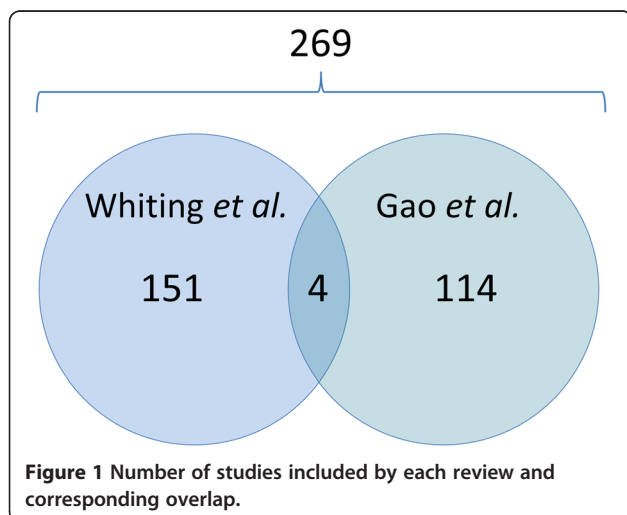 269
Whiting et al.
Gao et al.
151
4
114
Figure 1 Number of studies included by each review and
corresponding overlap.